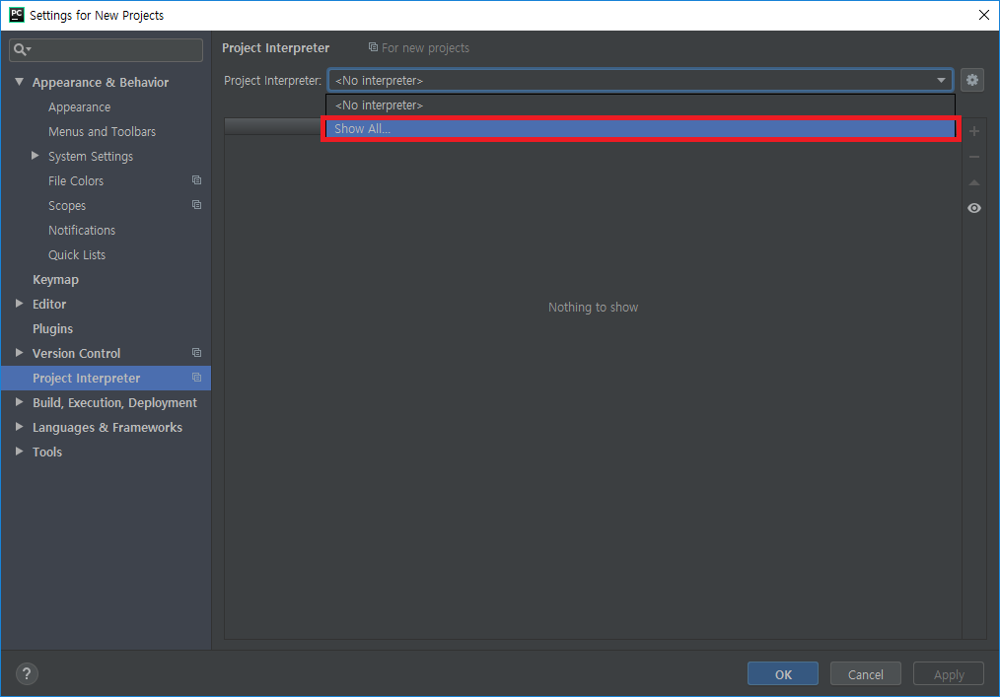 PC
Settings for New Projects
Project Interpreter
For new projects
Appearance & Behavior
Project Interpreter:
<No interpreter>
Appearance
<No interpreter>
Menus and Toolbars
Show All...
System Settings
File Colors
Scopes
Notifications
Quick Lists
Keymap
Editor
Nothing to show
Plugins
Version Control
Project Interpreter
Build, Execution, Deployment
Languages & Frameworks
Tools
?
OK
Cancel
Apply